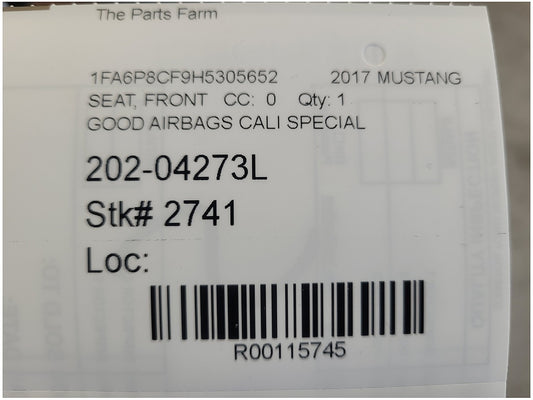 The Parts Farm
1FA6P8CF9H5305652 2017 MUSTANG
SEAT, FRONT CC: 0 Qty: 1
GOOD AIRBAGS CALI SPECIAL
202-04273L
Stk# 2741
Loc:
R00115745